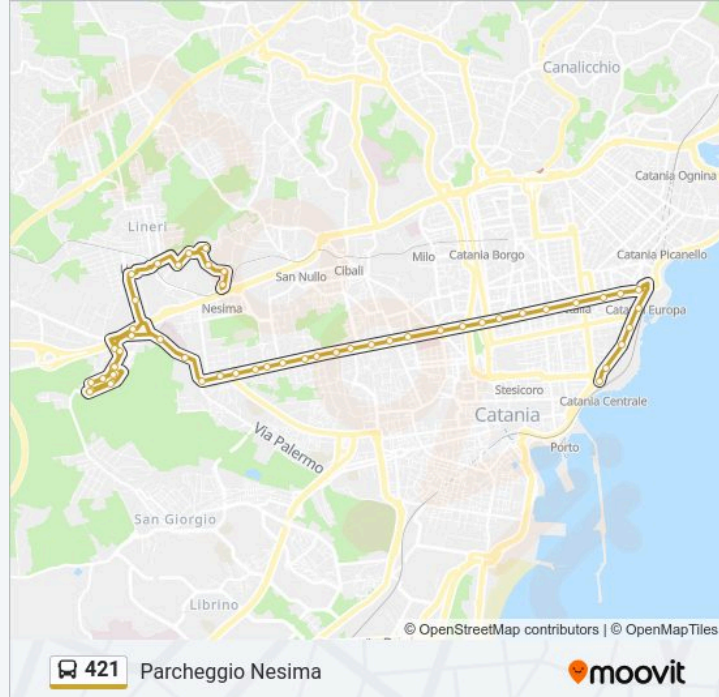 Canalicchio
Catania Ognina
Lineri
Milo
Catania Borgo
Catania Picanello
San Nullo
Cibali
Nesima
Catania Europa
Stesicoro
Catania Centrale
Catania
Via Palermo
Porto
San Giorgio
Librino
© OpenStreetMap contributors | © OpenMapTiles
421
Parcheggio Nesima
moovit